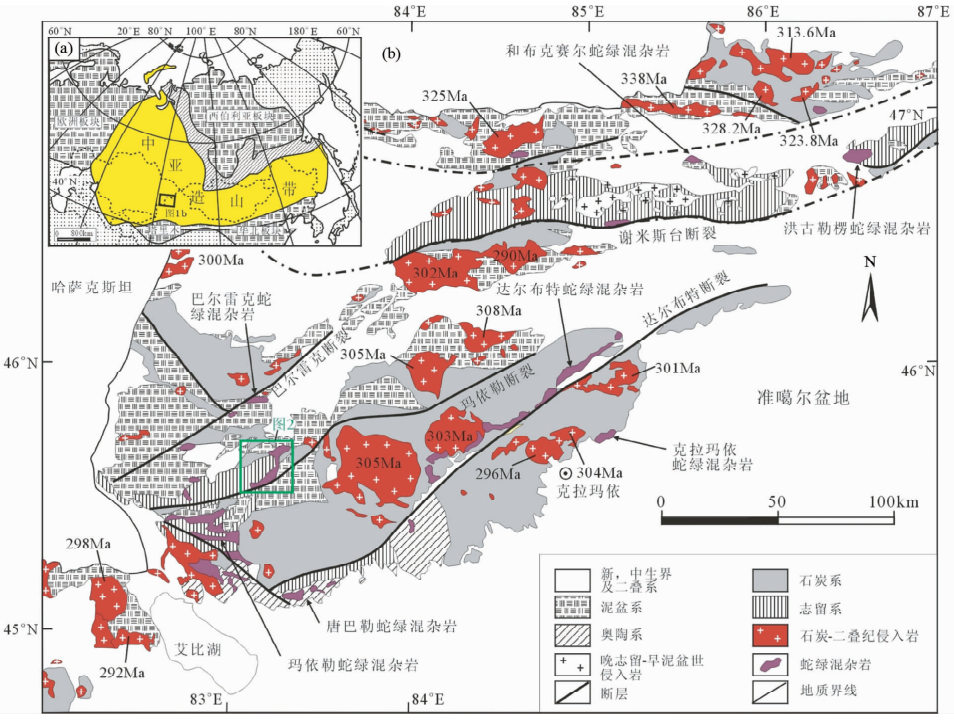 84°E
85°E
86°E
87°E
60°N
20°E
80°N
100°E
80°N
180°E
60°N
(a)
(b)
欧洲板块
西伯利亚板块
中
亚
造
山
带
40°N
图1b
塔里木
华北板块
0 800km
和布克赛尔蛇绿混杂岩
313.6Ma
338Ma
325Ma
328.2Ma
323.8Ma
47°N
洪古勒楞蛇绿混杂岩
谢米斯台断裂
300Ma
290Ma
302Ma
哈萨克斯坦
巴尔雷克蛇
绿混杂岩
达尔布特蛇绿混杂岩
达尔布特断裂
N
308Ma
巴尔雷克断裂
305Ma
46°N
46°N
玛依勒断裂
301Ma
准噶尔盆地
图2
303Ma
305Ma
296Ma
304Ma
克拉玛依
克拉玛依
蛇绿混杂岩
0
50
100km
298Ma
292Ma
45°N
艾比湖
唐巴勒蛇绿混杂岩
玛依勒蛇绿混杂岩
83°E
84°E
新，中生界
及二叠系
石炭系
泥盆系
志留系
奥陶系
石炭-二叠纪侵入岩
晚志留-早泥盆世
侵入岩
蛇绿混杂岩
断层
地质界线